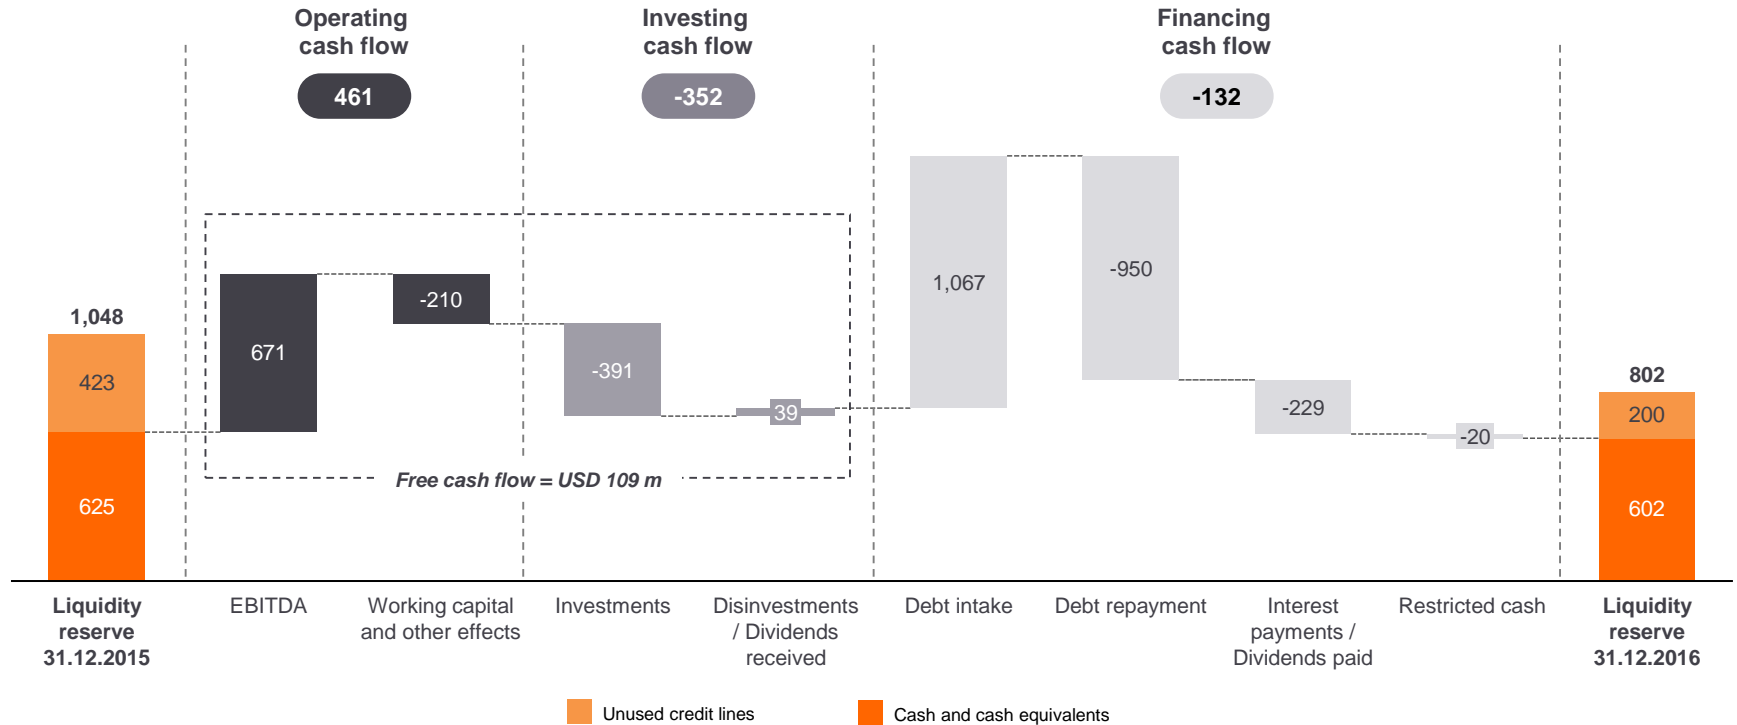 Operating
cash flow
461
Investing
cash flow
-352
Financing
cash flow
-132
1,048
423
625
671
-210
-391
39
Free cash flow = USD 109 m
1,067
-950
-229
-20
802
200
602
Liquidity
reserve
31.12.2015
EBITDA
Working capital
and other effects
Investments
Disinvestments
/ Dividends
received
Debt intake
Debt repayment
Interest
payments /
Dividends paid
Restricted cash
Liquidity
reserve
31.12.2016
Unused credit lines
Cash and cash equivalents